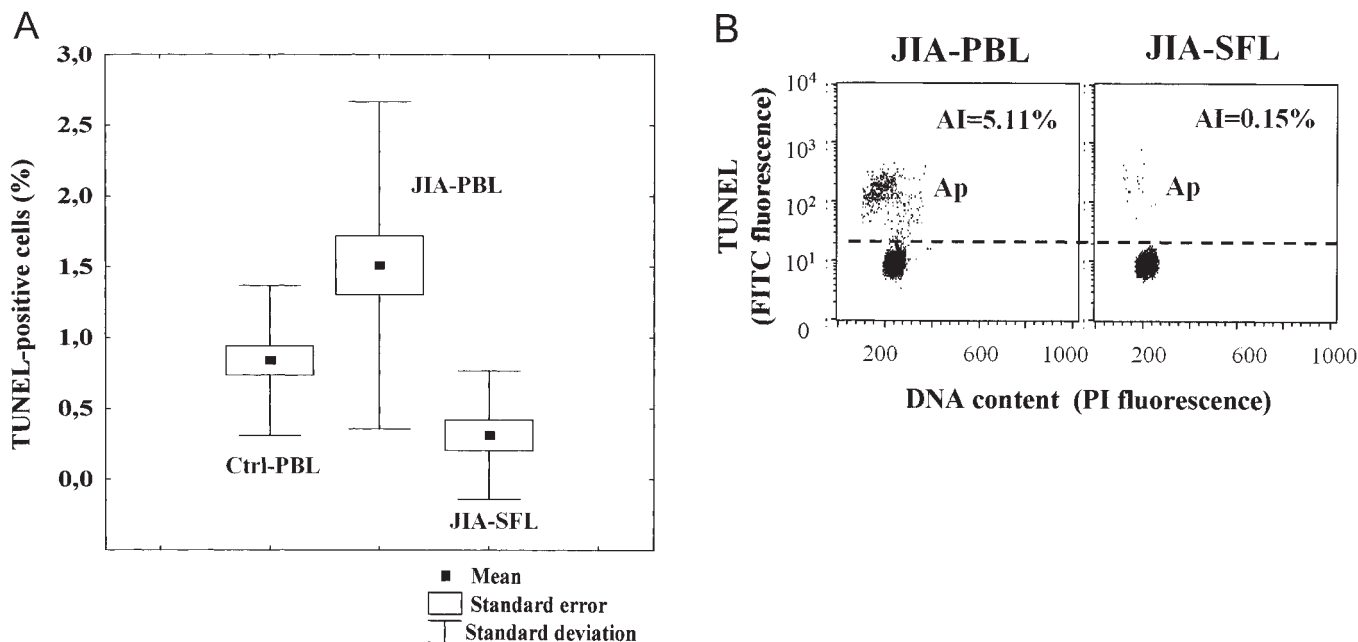 A
TUNEL-positive cells (%)
3,0
2,5
2,0
1,5
1,0
0,5
0,0
JIA-PBL
Ctrl-PBL
JIA-SFL
Mean
Standard error
Standard deviation
B
JIA-PBL
JIA-SFL
TUNEL
(FITC fluorescence)
10⁴
10³
10²
10¹
0
AI=5.11%
Ap
AI=0.15%
Ap
200 600 1000
200 600 1000
DNA content (PI fluorescence)